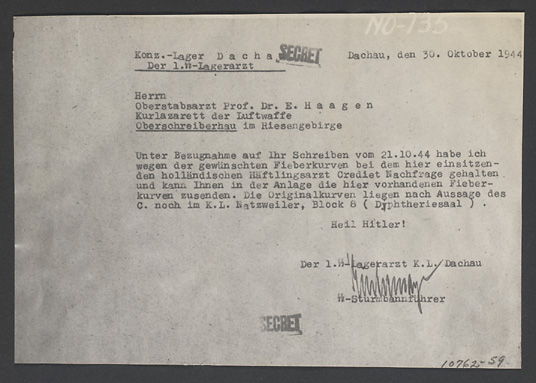 NO-735
Konz.-Lager D a c h a
SECRET
Dachau, den 30. Oktober 1944
Der 1.SS-Lagerarzt
Herrn
Oberstabsarzt Prof. Dr. E. H a a g e n
Kurlazarett der Luftwaffe
Oberschreiberhau im Riesengebirge
Unter Bezugnahme auf Ihr Schreiben vom 21.10.44 habe ich
wegen der gewünschten Fieberkurven bei dem hier einsitzen-
den holländischen Häftlingsarzt Crediet Nachfrage gehalten
und kann Ihnen in der Anlage die hier vorhandenen Fieber-
kurven zusenden. Die Originalkurven liegen nach Aussage des
C. noch im K.L. Natzweiler, Block 8 ( Dyphtheriesaal ) .
Heil Hitler!
Der 1.SS-Lagerarzt K.L. Dachau
SS-Sturmbannführer
SECRET
10762-59